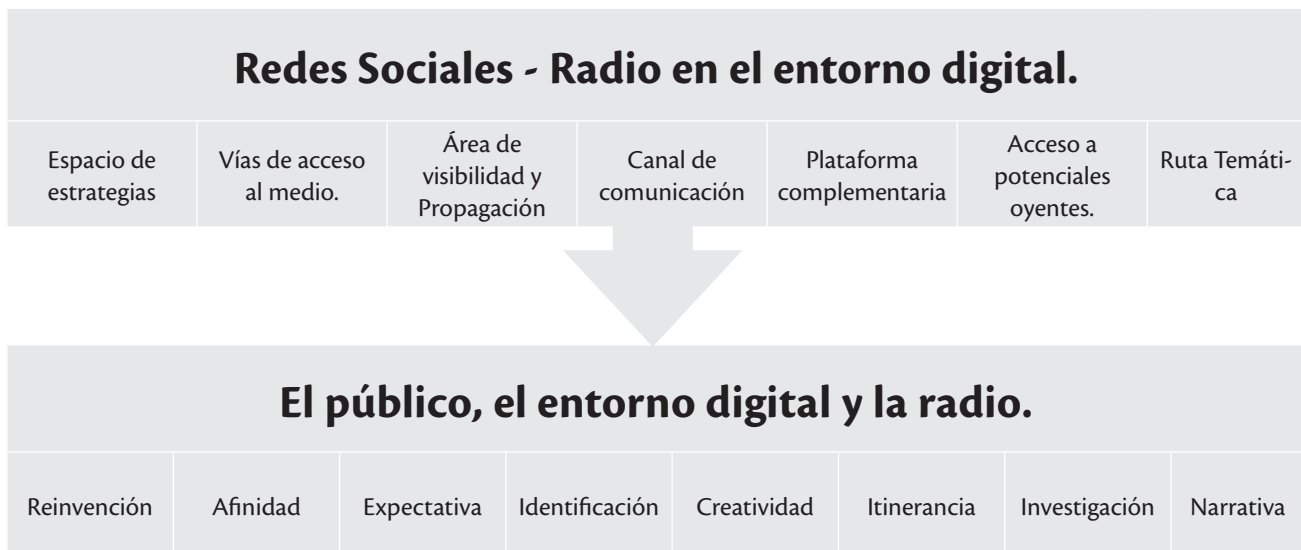 Redes Sociales - Radio en el entorno digital.
Espacio de
estrategias
Vías de acceso
al medio.
Área de
visibilidad y
Propagación
Canal de
comunicación
Plataforma
complementaria
Acceso a
potenciales
oyentes.
Ruta Temáti-
ca
El público, el entorno digital y la radio.
Reinvención
Afinidad
Expectativa
Identificación
Creatividad
Itinerancia
Investigación
Narrativa